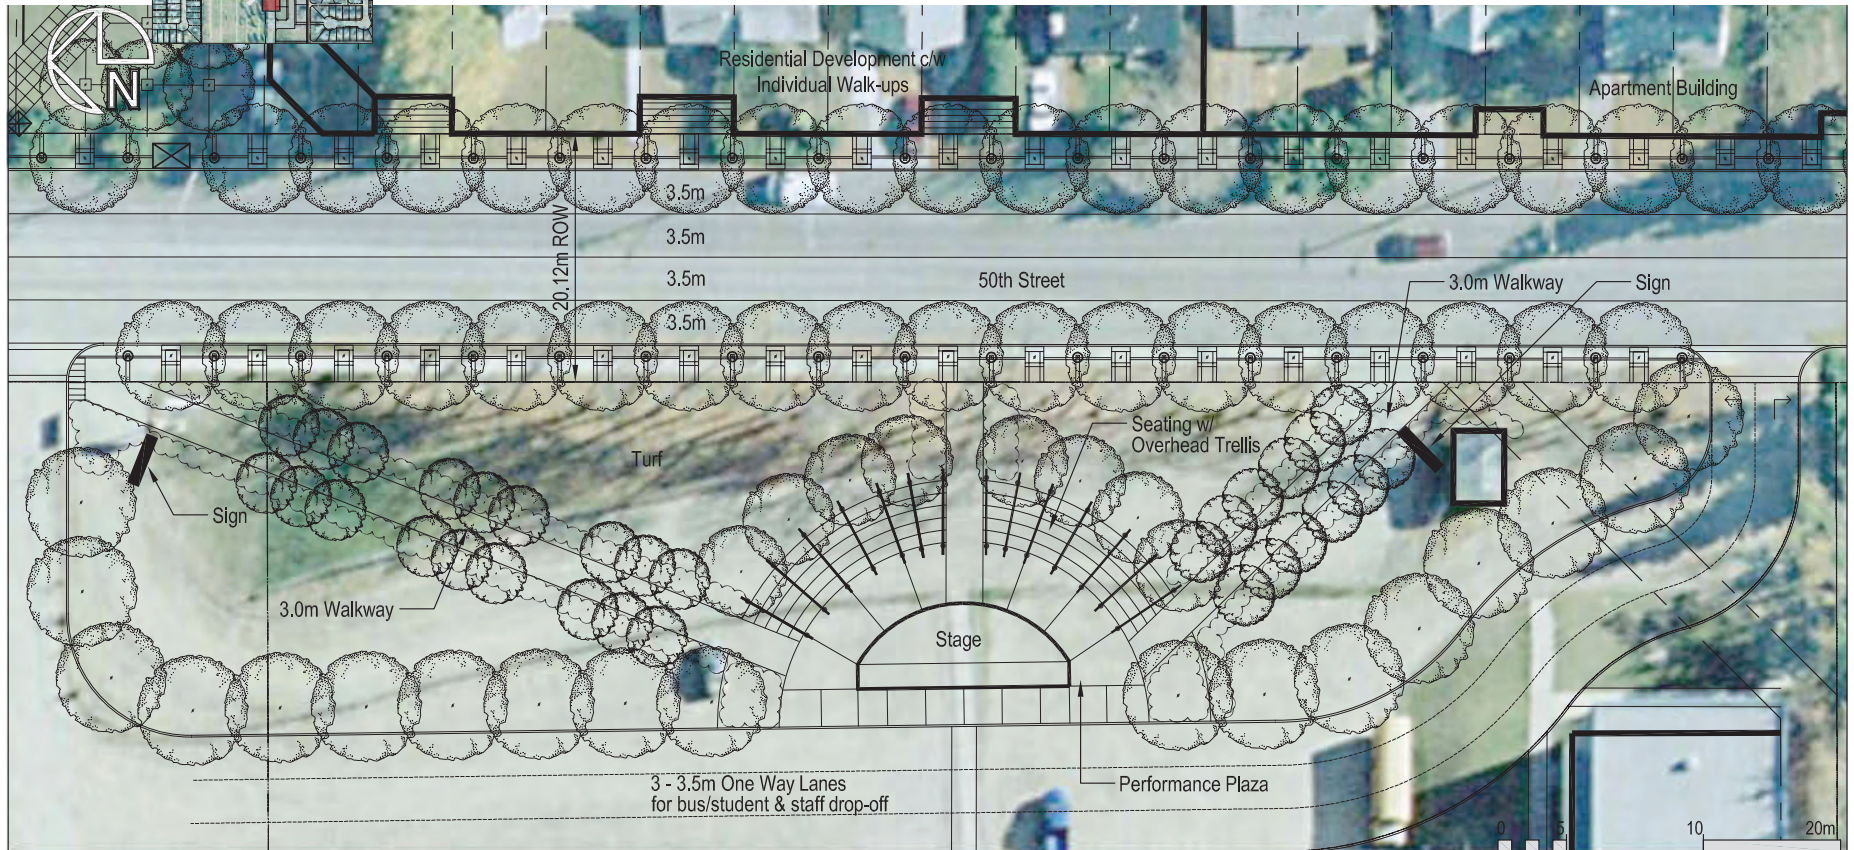 N
Residential Development c/w
Individual Walk-ups
Apartment Building
3.5m
3.5m
20.12m ROW
3.5m
50th Street
3.0m Walkway
Sign
3.5m
Seating w/
Overhead Trellis
Turf
Sign
3.0m Walkway
Stage
3 - 3.5m One Way Lanes
for bus/student & staff drop-off
Performance Plaza
0 5 10 20m